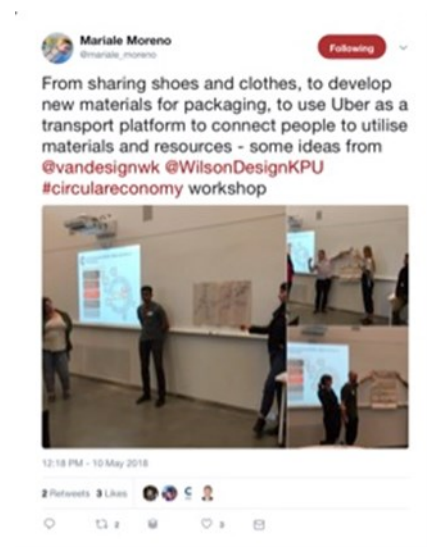 Mariale Moreno
@mariale_moreno
Following
From sharing shoes and clothes, to develop
new materials for packaging, to use Uber as a
transport platform to connect people to utilise
materials and resources - some ideas from
@vandesignwk @WilsonDesignKPU
#circulareconomy workshop
12:18 PM - 10 May 2018
2 Retweets 3 Likes
2
3